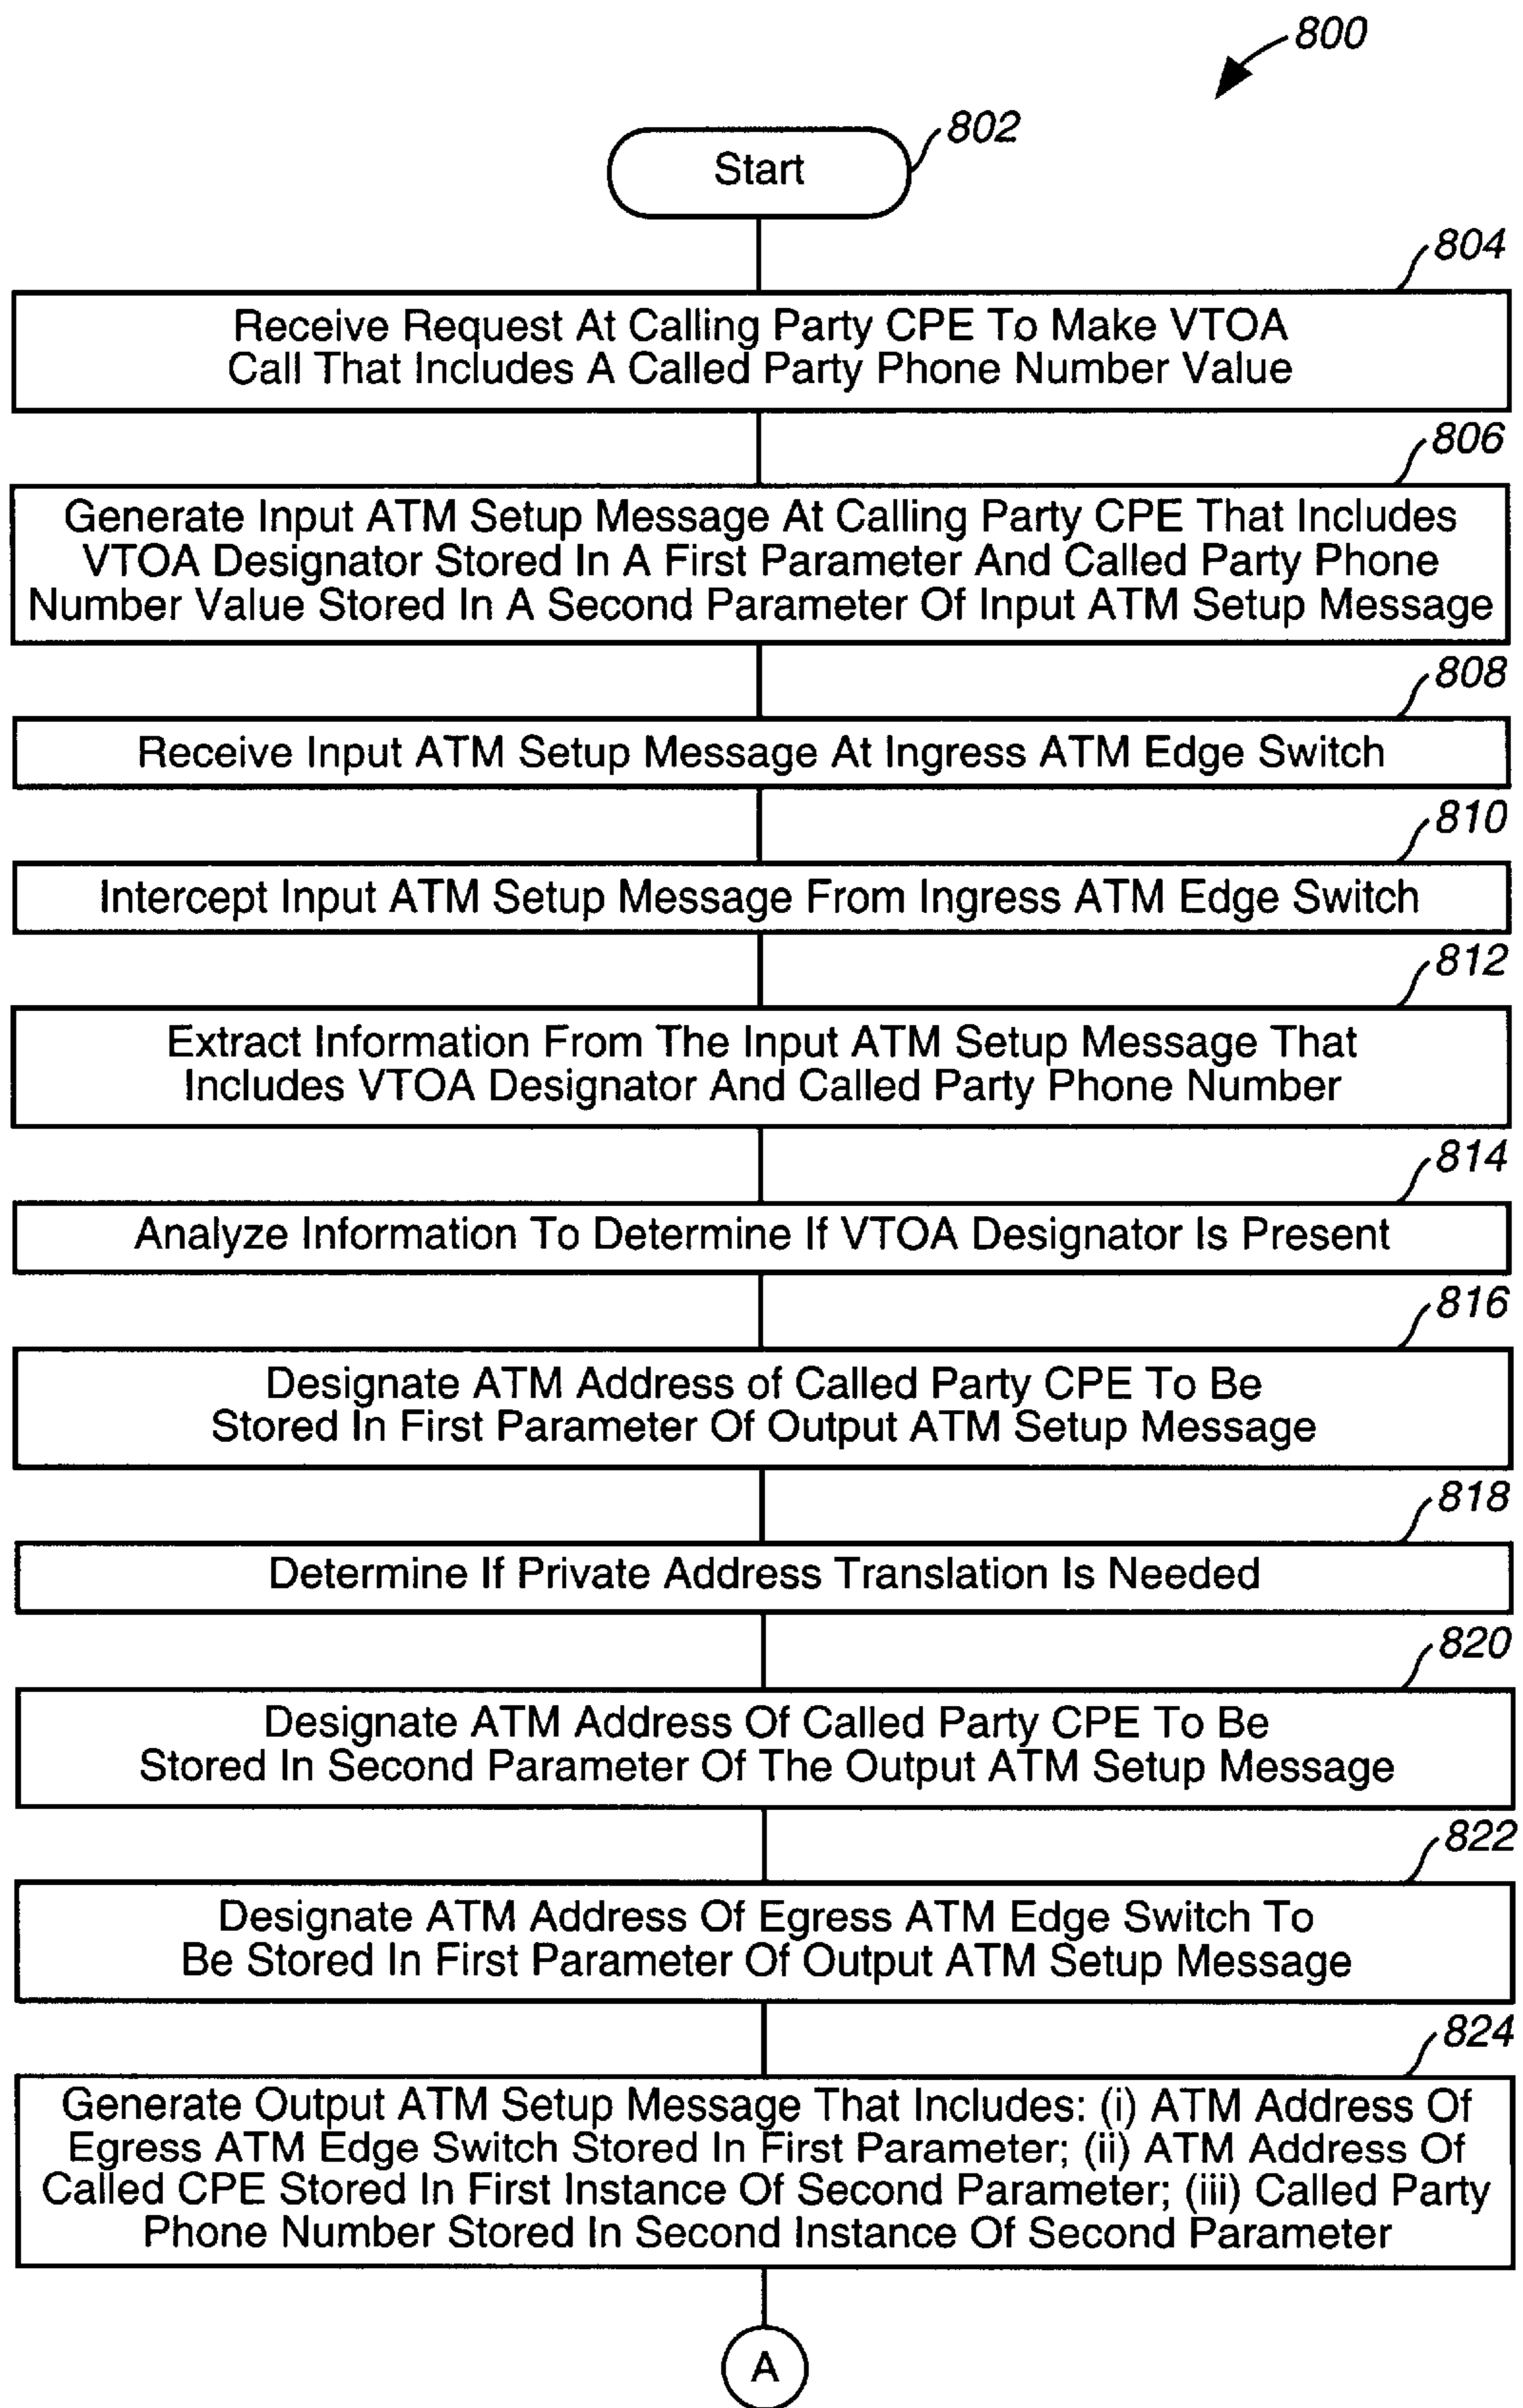 800
802
Start
804
Receive Request At Calling Party CPE To Make VTOA
Call That Includes A Called Party Phone Number Value
806
Generate Input ATM Setup Message At Calling Party CPE That Includes
VTOA Designator Stored In A First Parameter And Called Party Phone
Number Value Stored In A Second Parameter Of Input ATM Setup Message
808
Receive Input ATM Setup Message At Ingress ATM Edge Switch
810
Intercept Input ATM Setup Message From Ingress ATM Edge Switch
812
Extract Information From The Input ATM Setup Message That
Includes VTOA Designator And Called Party Phone Number
814
Analyze Information To Determine If VTOA Designator Is Present
816
Designate ATM Address of Called Party CPE To Be
Stored In First Parameter Of Output ATM Setup Message
818
Determine If Private Address Translation Is Needed
820
Designate ATM Address Of Called Party CPE To Be
Stored In Second Parameter Of The Output ATM Setup Message
822
Designate ATM Address Of Egress ATM Edge Switch To
Be Stored In First Parameter Of Output ATM Setup Message
824
Generate Output ATM Setup Message That Includes: (i) ATM Address Of
Egress ATM Edge Switch Stored In First Parameter; (ii) ATM Address Of
Called CPE Stored In First Instance Of Second Parameter; (iii) Called Party
Phone Number Stored In Second Instance Of Second Parameter
A